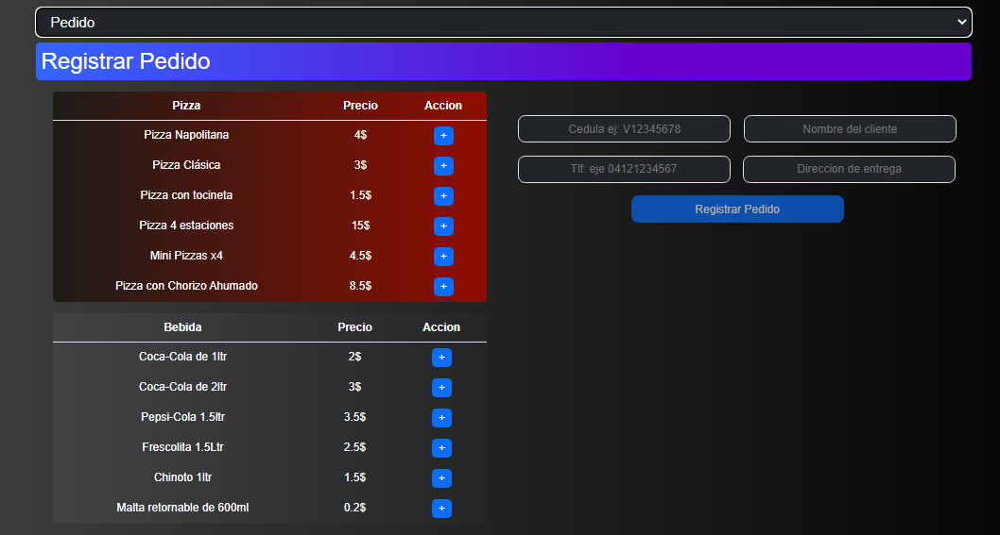 Pedido
Registrar Pedido
Pizza Precio Accion
Pizza Napolitana 4$ +
Pizza Clásica 3$ +
Pizza con tocineta 1.5$ +
Pizza 4 estaciones 15$ +
Mini Pizzas x4 4.5$ +
Pizza con Chorizo Ahumado 8.5$ +
Bebida Precio Accion
Coca-Cola de 1ltr 2$ +
Coca-Cola de 2ltr 3$ +
Pepsi-Cola 1.5ltr 3.5$ +
Frescolita 1.5Ltr 2.5$ +
Chinoto 1ltr 1.5$ +
Malta retornable de 600ml 0.2$ +
Cedula ej: V12345678 Nombre del cliente
Tlf: eje 04121234567 Direccion de entrega
Registrar Pedido